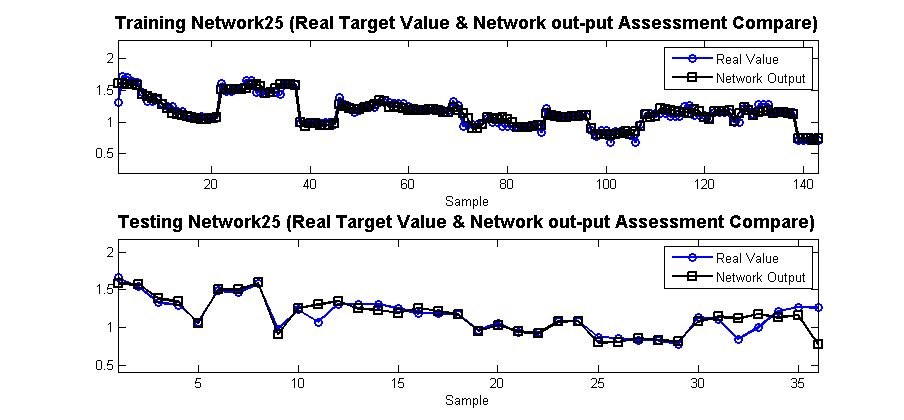 Training Network25 (Real Target Value & Network out-put Assessment Compare)
2
1.5
1
0.5
Real Value
Network Output
20 40 60 80 100 120 140
Sample
Testing Network25 (Real Target Value & Network out-put Assessment Compare)
2
1.5
1
0.5
Real Value
Network Output
5 10 15 20 25 30 35
Sample